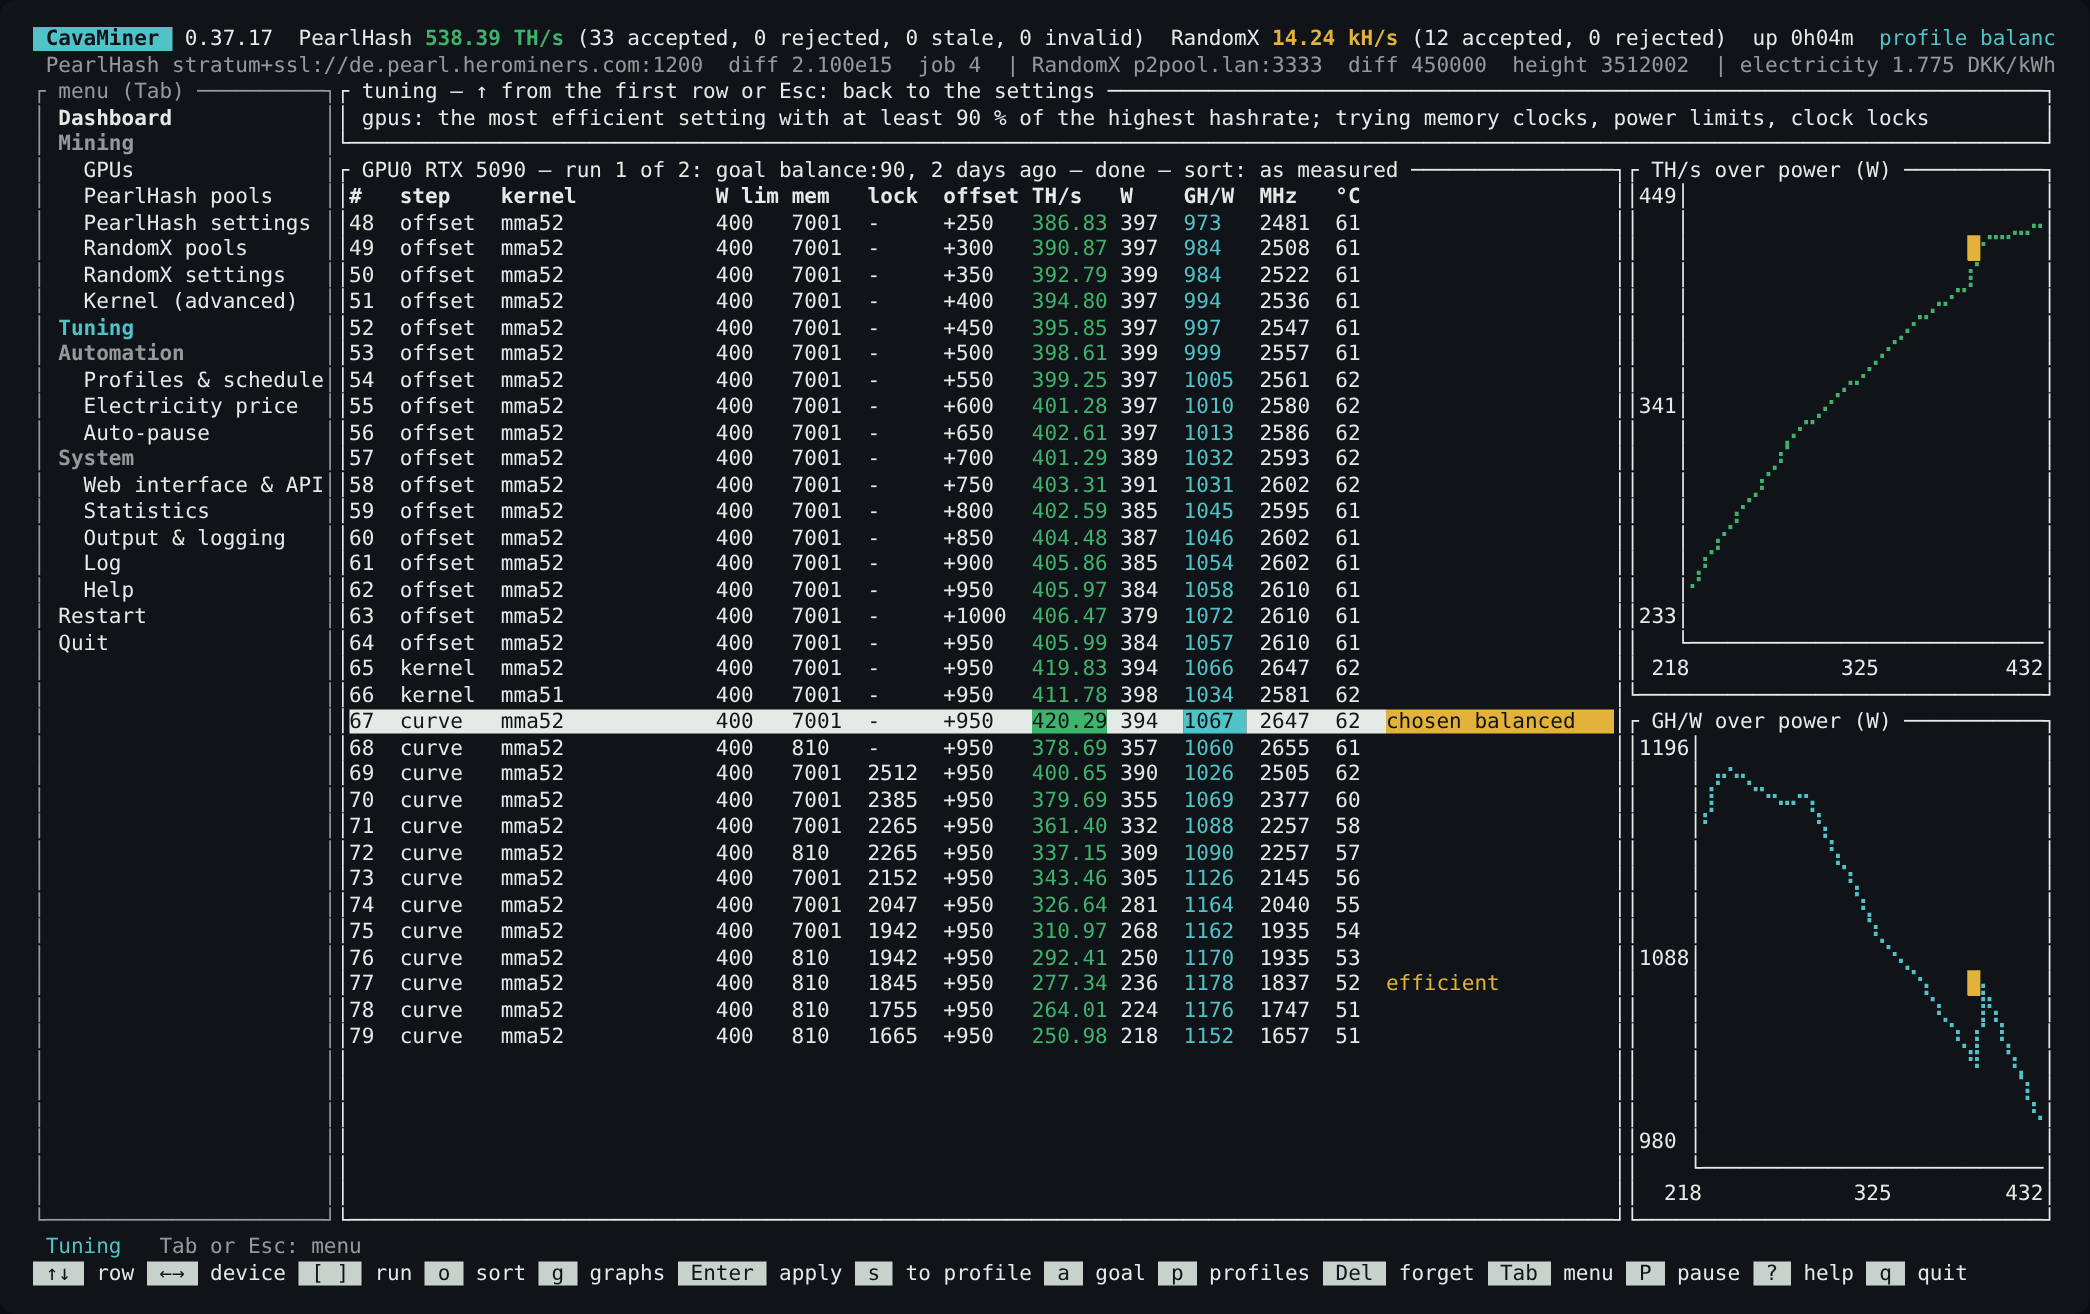 CavaMiner 0.37.17 PearlHash 538.39 TH/s (33 accepted, 0 rejected, 0 stale, 0 invalid) RandomX 14.24 kH/s (12 accepted, 0 rejected) up 0h04m profile balanc
PearlHash stratum+ssl://de.pearl.herominers.com:1200 diff 2.100e15 job 4 | RandomX p2pool.lan:3333 diff 450000 height 3512002 | electricity 1.775 DKK/kWh
menu (Tab)
Dashboard
Mining
GPUs
PearlHash pools
PearlHash settings
RandomX pools
RandomX settings
Kernel (advanced)
Tuning
Automation
Profiles & schedule
Electricity price
Auto-pause
System
Web interface & API
Statistics
Output & logging
Log
Help
Restart
Quit
tuning — ↑ from the first row or Esc: back to the settings
gpus: the most efficient setting with at least 90 % of the highest hashrate; trying memory clocks, power limits, clock locks
GPU0 RTX 5090 — run 1 of 2: goal balance:90, 2 days ago — done — sort: as measured
# step kernel W lim mem lock offset TH/s W GH/W MHz °C
48 offset mma52 400 7001 - +250 386.83 397 973 2481 61
49 offset mma52 400 7001 - +300 390.87 397 984 2508 61
50 offset mma52 400 7001 - +350 392.79 399 984 2522 61
51 offset mma52 400 7001 - +400 394.80 397 994 2536 61
52 offset mma52 400 7001 - +450 395.85 397 997 2547 61
53 offset mma52 400 7001 - +500 398.61 399 999 2557 61
54 offset mma52 400 7001 - +550 399.25 397 1005 2561 62
55 offset mma52 400 7001 - +600 401.28 397 1010 2580 62
56 offset mma52 400 7001 - +650 402.61 397 1013 2586 62
57 offset mma52 400 7001 - +700 401.29 389 1032 2593 62
58 offset mma52 400 7001 - +750 403.31 391 1031 2602 62
59 offset mma52 400 7001 - +800 402.59 385 1045 2595 61
60 offset mma52 400 7001 - +850 404.48 387 1046 2602 61
61 offset mma52 400 7001 - +900 405.86 385 1054 2602 61
62 offset mma52 400 7001 - +950 405.97 384 1058 2610 61
63 offset mma52 400 7001 - +1000 406.47 379 1072 2610 61
64 offset mma52 400 7001 - +950 405.99 384 1057 2610 61
65 kernel mma52 400 7001 - +950 419.83 394 1066 2647 62
66 kernel mma51 400 7001 - +950 411.78 398 1034 2581 62
67 curve mma52 400 7001 - +950 420.29 394 1067 2647 62 chosen balanced
68 curve mma52 400 810 - +950 378.69 357 1060 2655 61
69 curve mma52 400 7001 2512 +950 400.65 390 1026 2505 62
70 curve mma52 400 7001 2385 +950 379.69 355 1069 2377 60
71 curve mma52 400 7001 2265 +950 361.40 332 1088 2257 58
72 curve mma52 400 810 2265 +950 337.15 309 1090 2257 57
73 curve mma52 400 7001 2152 +950 343.46 305 1126 2145 56
74 curve mma52 400 7001 2047 +950 326.64 281 1164 2040 55
75 curve mma52 400 7001 1942 +950 310.97 268 1162 1935 54
76 curve mma52 400 810 1942 +950 292.41 250 1170 1935 53
77 curve mma52 400 810 1845 +950 277.34 236 1178 1837 52 efficient
78 curve mma52 400 810 1755 +950 264.01 224 1176 1747 51
79 curve mma52 400 810 1665 +950 250.98 218 1152 1657 51
TH/s over power (W)
449
341
233
218 325 432
GH/W over power (W)
1196
1088
980
218 325 432
Tuning Tab or Esc: menu
↑↓ row ←→ device [ ] run o sort g graphs Enter apply s to profile a goal p profiles Del forget Tab menu P pause ? help q quit